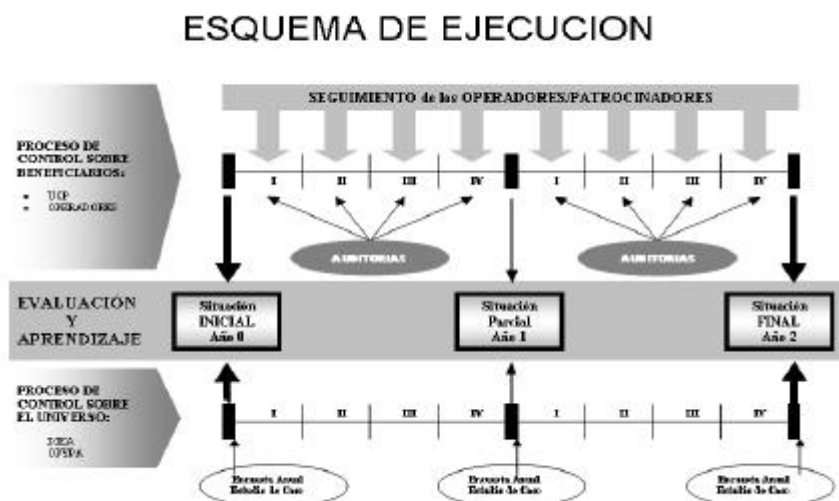 ESQUEMA DE EJECUCION
SEGUIMIENTO de los OPERADORES/PATROCINADORES
PROCESO DE
CONTROL SOBRE
BENEFICIARIOS:
UCP
OPERADORES
I II III IV I II III IV
AUDITORIAS AUDITORIAS
EVALUACIÓN
Y
APRENDIZAJE
Situación
INICIAL
Año 0
Situación
Parcial
Año 1
Situación
FINAL
Año 2
PROCESO DE
CONTROL SOBRE
EL UNIVERSO:
I II III IV I II III IV
Encuesta Anual
Estudio de Caso
Encuesta Anual
Estudio de Caso
Encuesta Anual
Estudio de Caso